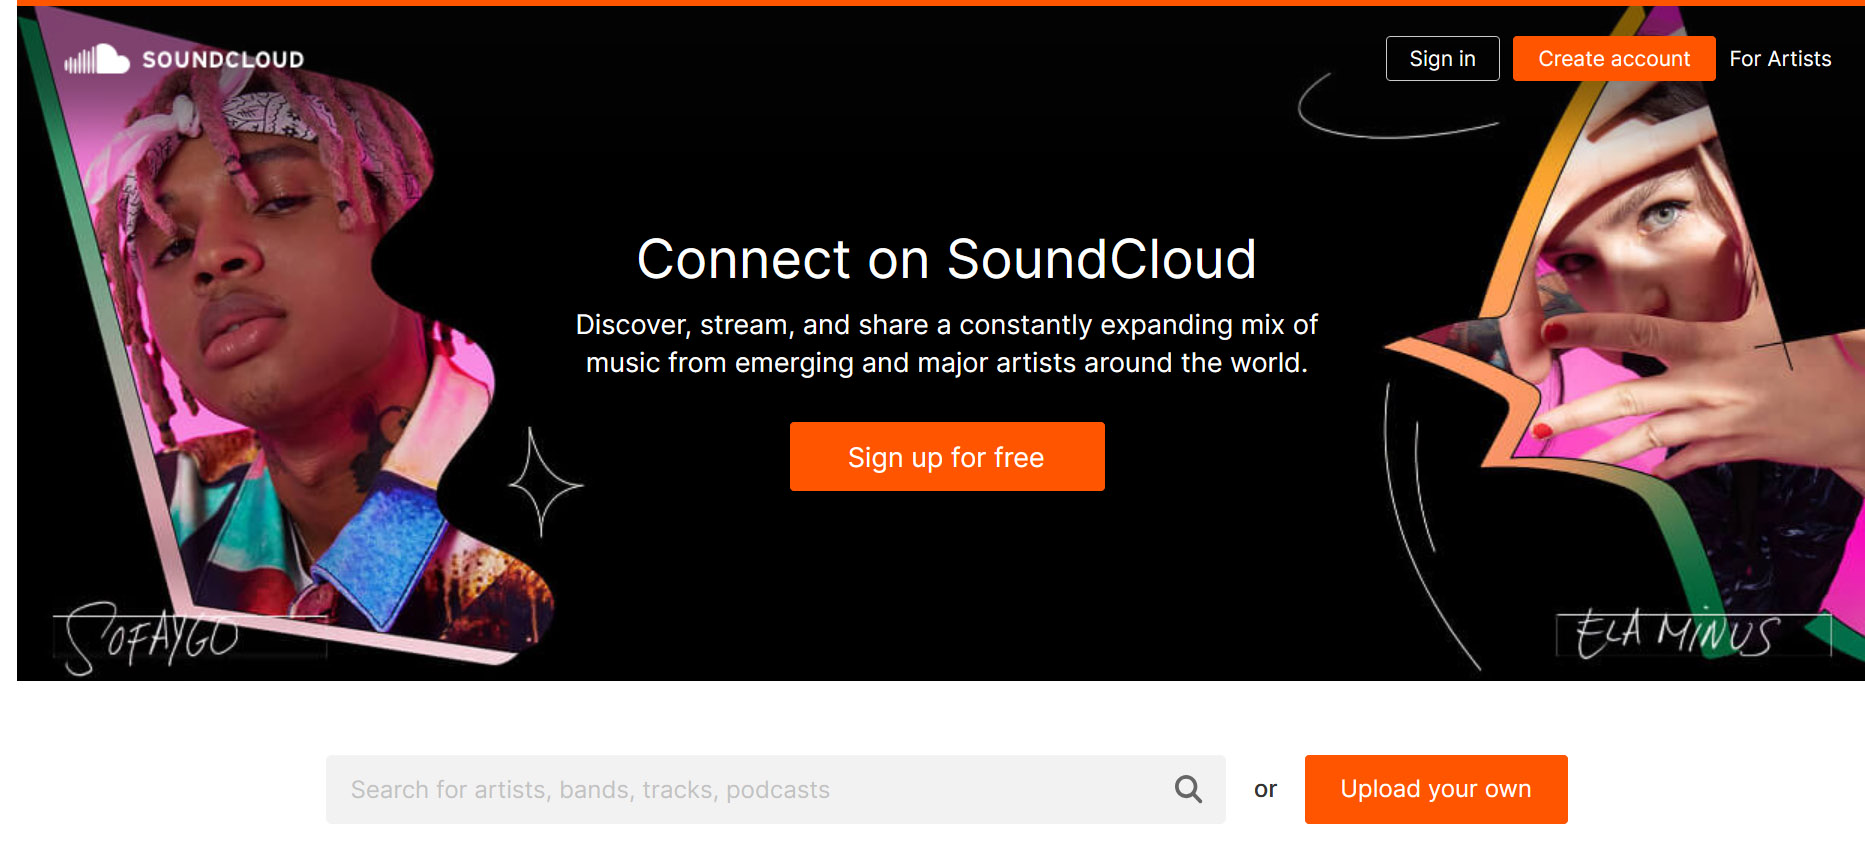 SOUNDCLOUD
Sign in
Create account
For Artists
Connect on SoundCloud
Discover, stream, and share a constantly expanding mix of
music from emerging and major artists around the world.
Sign up for free
SOFAYGO
ELA MINUS
Search for artists, bands, tracks, podcasts
or
Upload your own